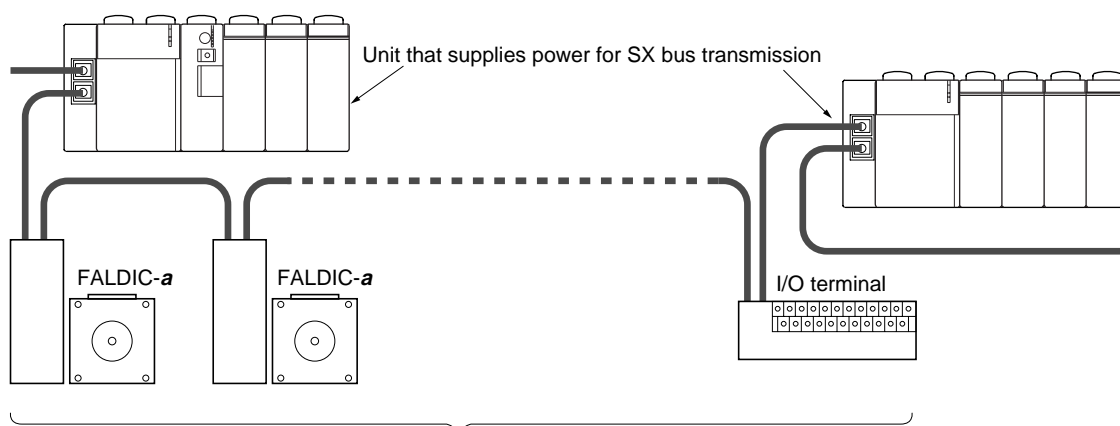 Unit that supplies power for SX bus transmission
FALDIC-a
FALDIC-a
I/O terminal